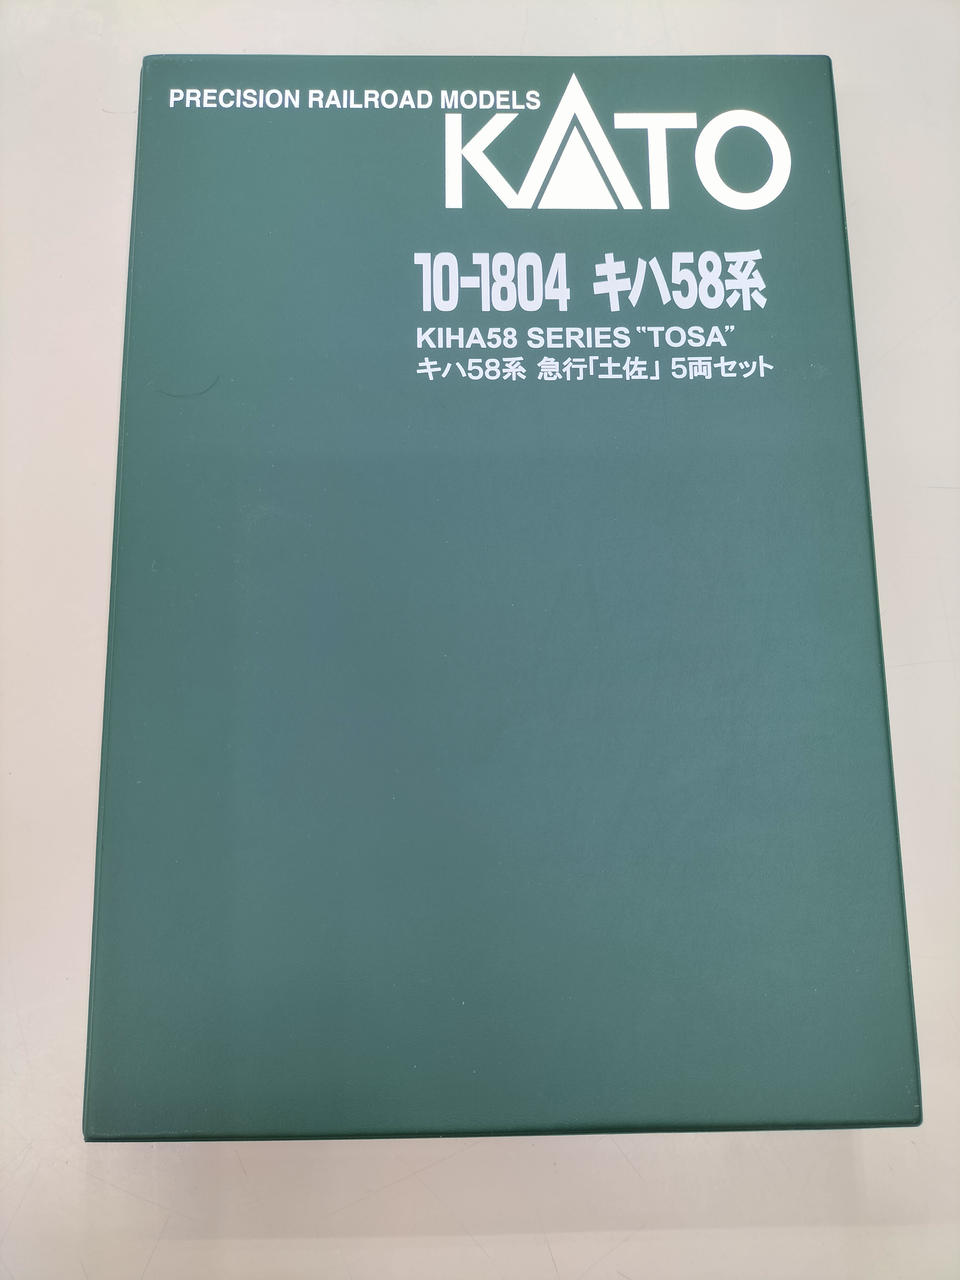 PRECISION RAILROAD MODELS
KATO
10-1804 キハ58系
KIHA58 SERIES "TOSA"
キハ58系 急行「土佐」 5両セット